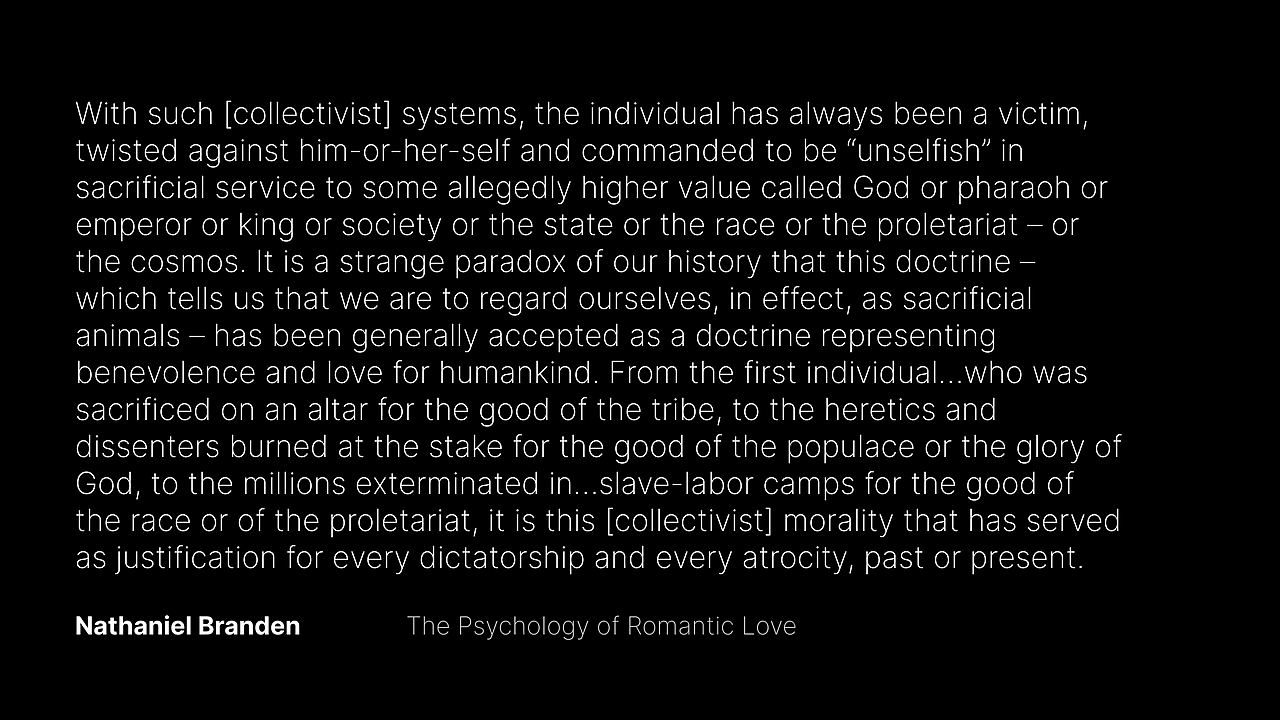 With such [collectivist] systems, the individual has always been a victim,
twisted against him-or-her-self and commanded to be “unselfish” in
sacrificial service to some allegedly higher value called God or pharaoh or
emperor or king or society or the state or the race or the proletariat – or
the cosmos. It is a strange paradox of our history that this doctrine –
which tells us that we are to regard ourselves, in effect, as sacrificial
animals – has been generally accepted as a doctrine representing
benevolence and love for humankind. From the first individual...who was
sacrificed on an altar for the good of the tribe, to the heretics and
dissenters burned at the stake for the good of the populace or the glory of
God, to the millions exterminated in...slave-labor camps for the good of
the race or of the proletariat, it is this [collectivist] morality that has served
as justification for every dictatorship and every atrocity, past or present.
Nathaniel Branden The Psychology of Romantic Love